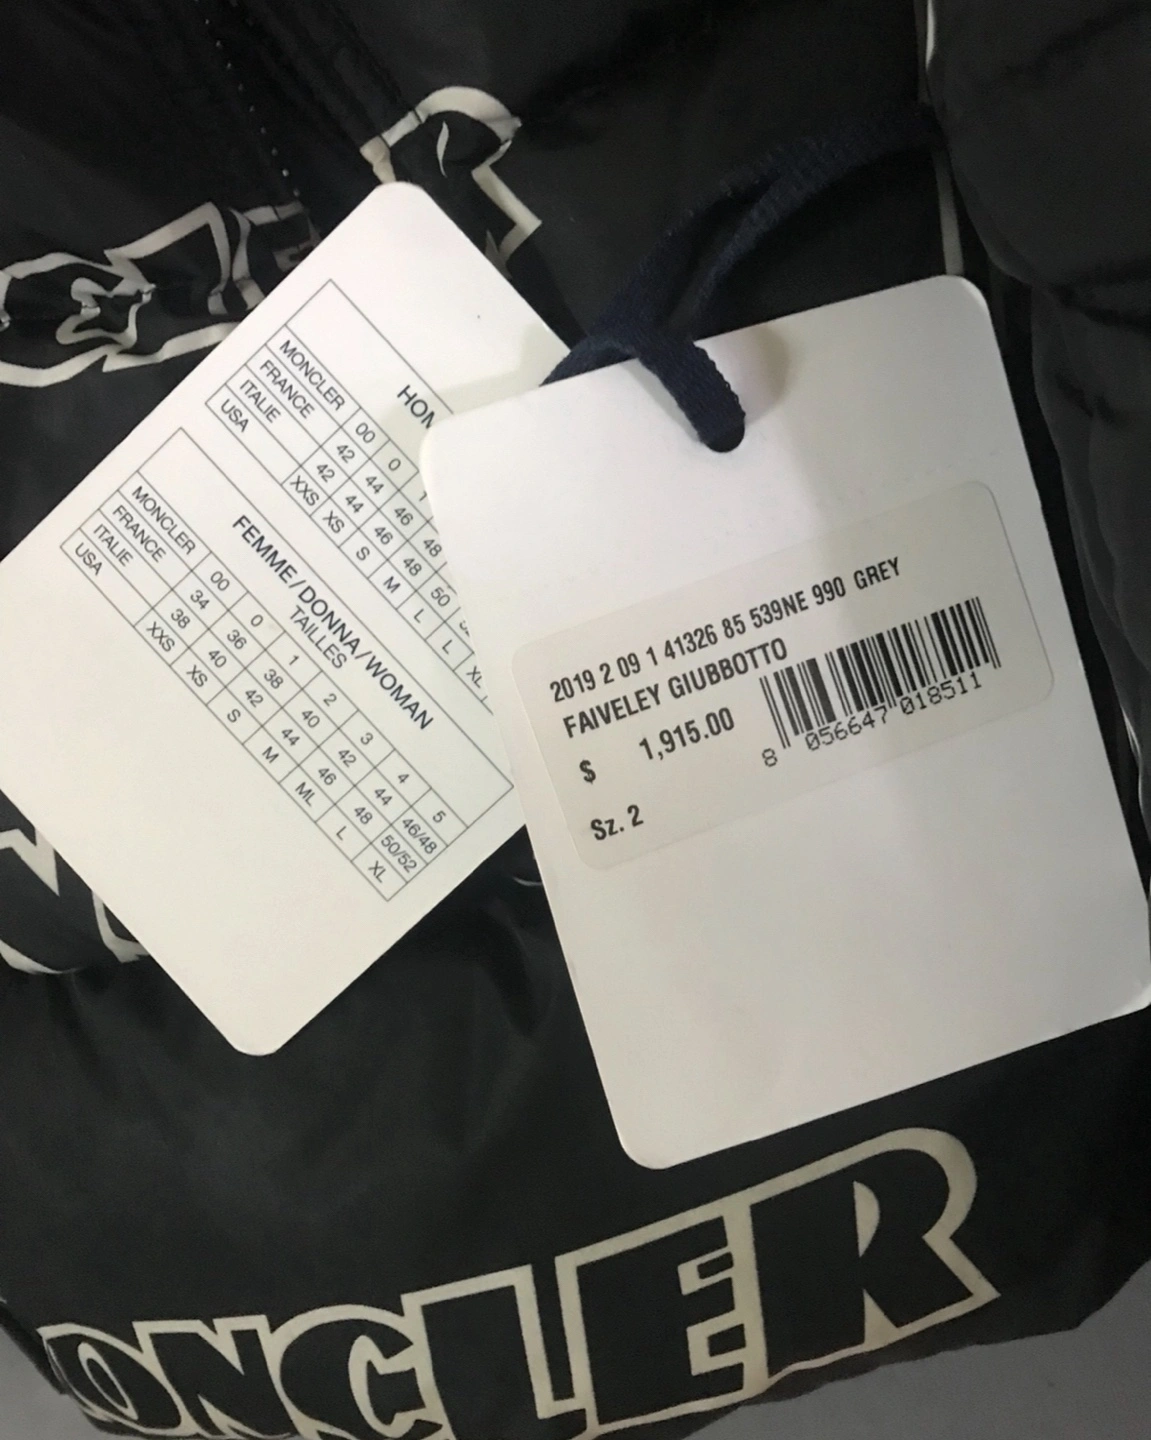 MONCLER 00 0
FRANCE 42 44 46 48
ITALIE 42 44 46 48 50
USA XXS XS S M L L XL
FEMME/DONNA/WOMAN
TAILLES
MONCLER 00 0 1 2 3 4 5
FRANCE 34 36 38 40 42 44 46/48
ITALIE 38 40 42 44 46 48 50/52
USA XXS XS S M ML L XL
2019 2 09 1 41326 85 539NE 990 GREY
FAIVELEY GIUBBOTTO
$ 1,915.00
8 056647 018511
Sz. 2
ONCLER